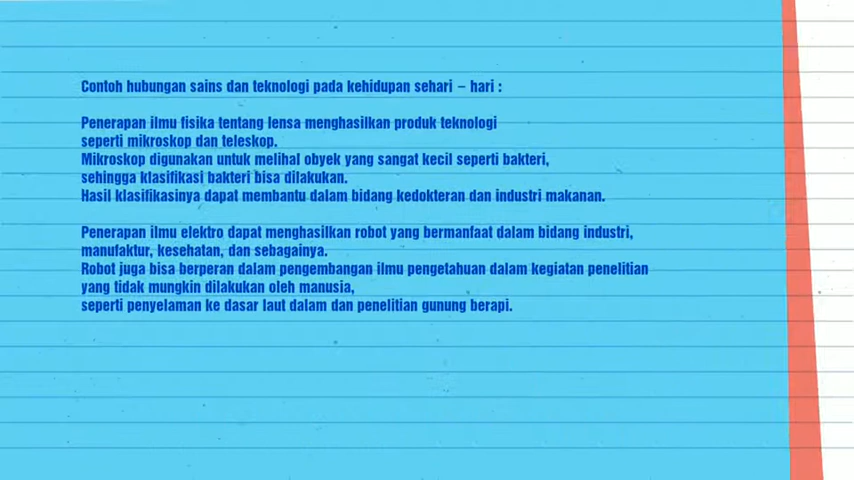 Contoh hubungan sains dan teknologi pada kehidupan sehari – hari :
Penerapan ilmu fisika tentang lensa menghasilkan produk teknologi
seperti mikroskop dan teleskop.
Mikroskop digunakan untuk melihal obyek yang sangat kecil seperti bakteri,
sehingga klasifikasi bakteri bisa dilakukan.
Hasil klasifikasinya dapat membantu dalam bidang kedokteran dan industri makanan.
Penerapan ilmu elektro dapat menghasilkan robot yang bermanfaat dalam bidang industri,
manufaktur, kesehatan, dan sebagainya.
Robot juga bisa berperan dalam pengembangan ilmu pengetahuan dalam kegiatan penelitian
yang tidak mungkin dilakukan oleh manusia,
seperti penyelaman ke dasar laut dalam dan penelitian gunung berapi.